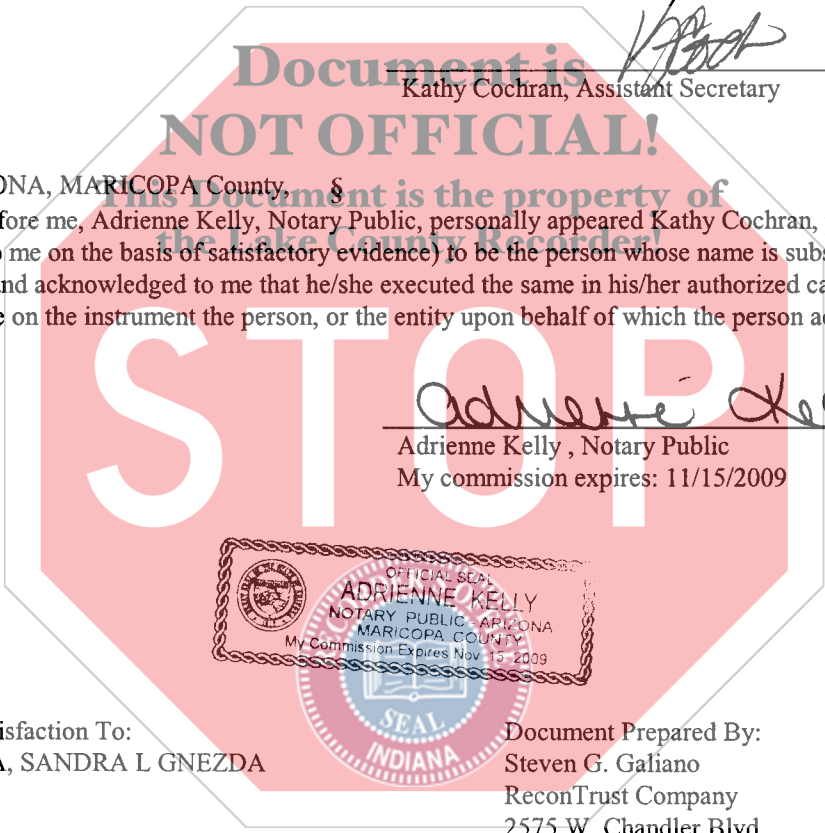 Document is
Kathy Cochran, Assistant Secretary
NOT OFFICIAL!
ONA, MARICOPA County, §
This Document is the property of
fore me, Adrienne Kelly, Notary Public, personally appeared Kathy Cochran,
the Lake County Recorder!
o me on the basis of satisfactory evidence) to be the person whose name is subs
nd acknowledged to me that he/she executed the same in his/her authorized ca
e on the instrument the person, or the entity upon behalf of which the person a
STOP
Adrienne Kel
Adrienne Kelly , Notary Public
My commission expires: 11/15/2009
OFFICIAL SEAL
ADRIENNE KELLY
NOTARY PUBLIC - ARIZONA
MARICOPA COUNTY
My Commission Expires Nov. 15, 2009
SEAL
INDIANA
isfaction To:
A, SANDRA L GNEZDA
Document Prepared By:
Steven G. Galiano
ReconTrust Company
2575 W. Chandler Blvd